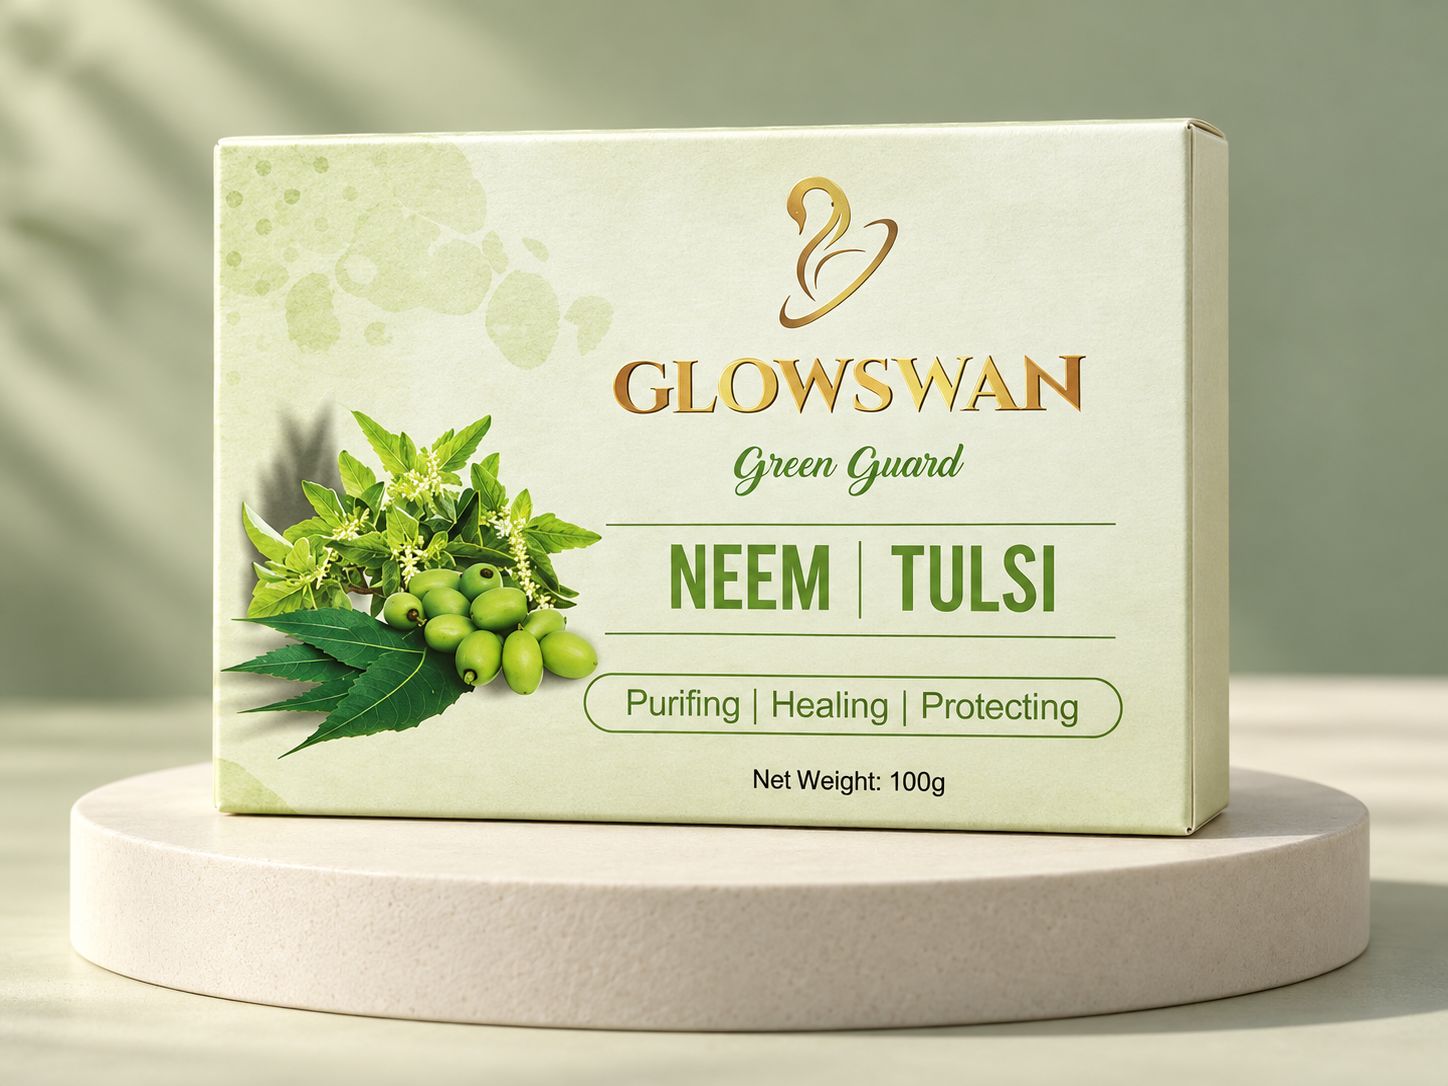 GLOWSWAN
Green Guard
NEEM | TULSI
Purifing | Healing | Protecting
Net Weight: 100g